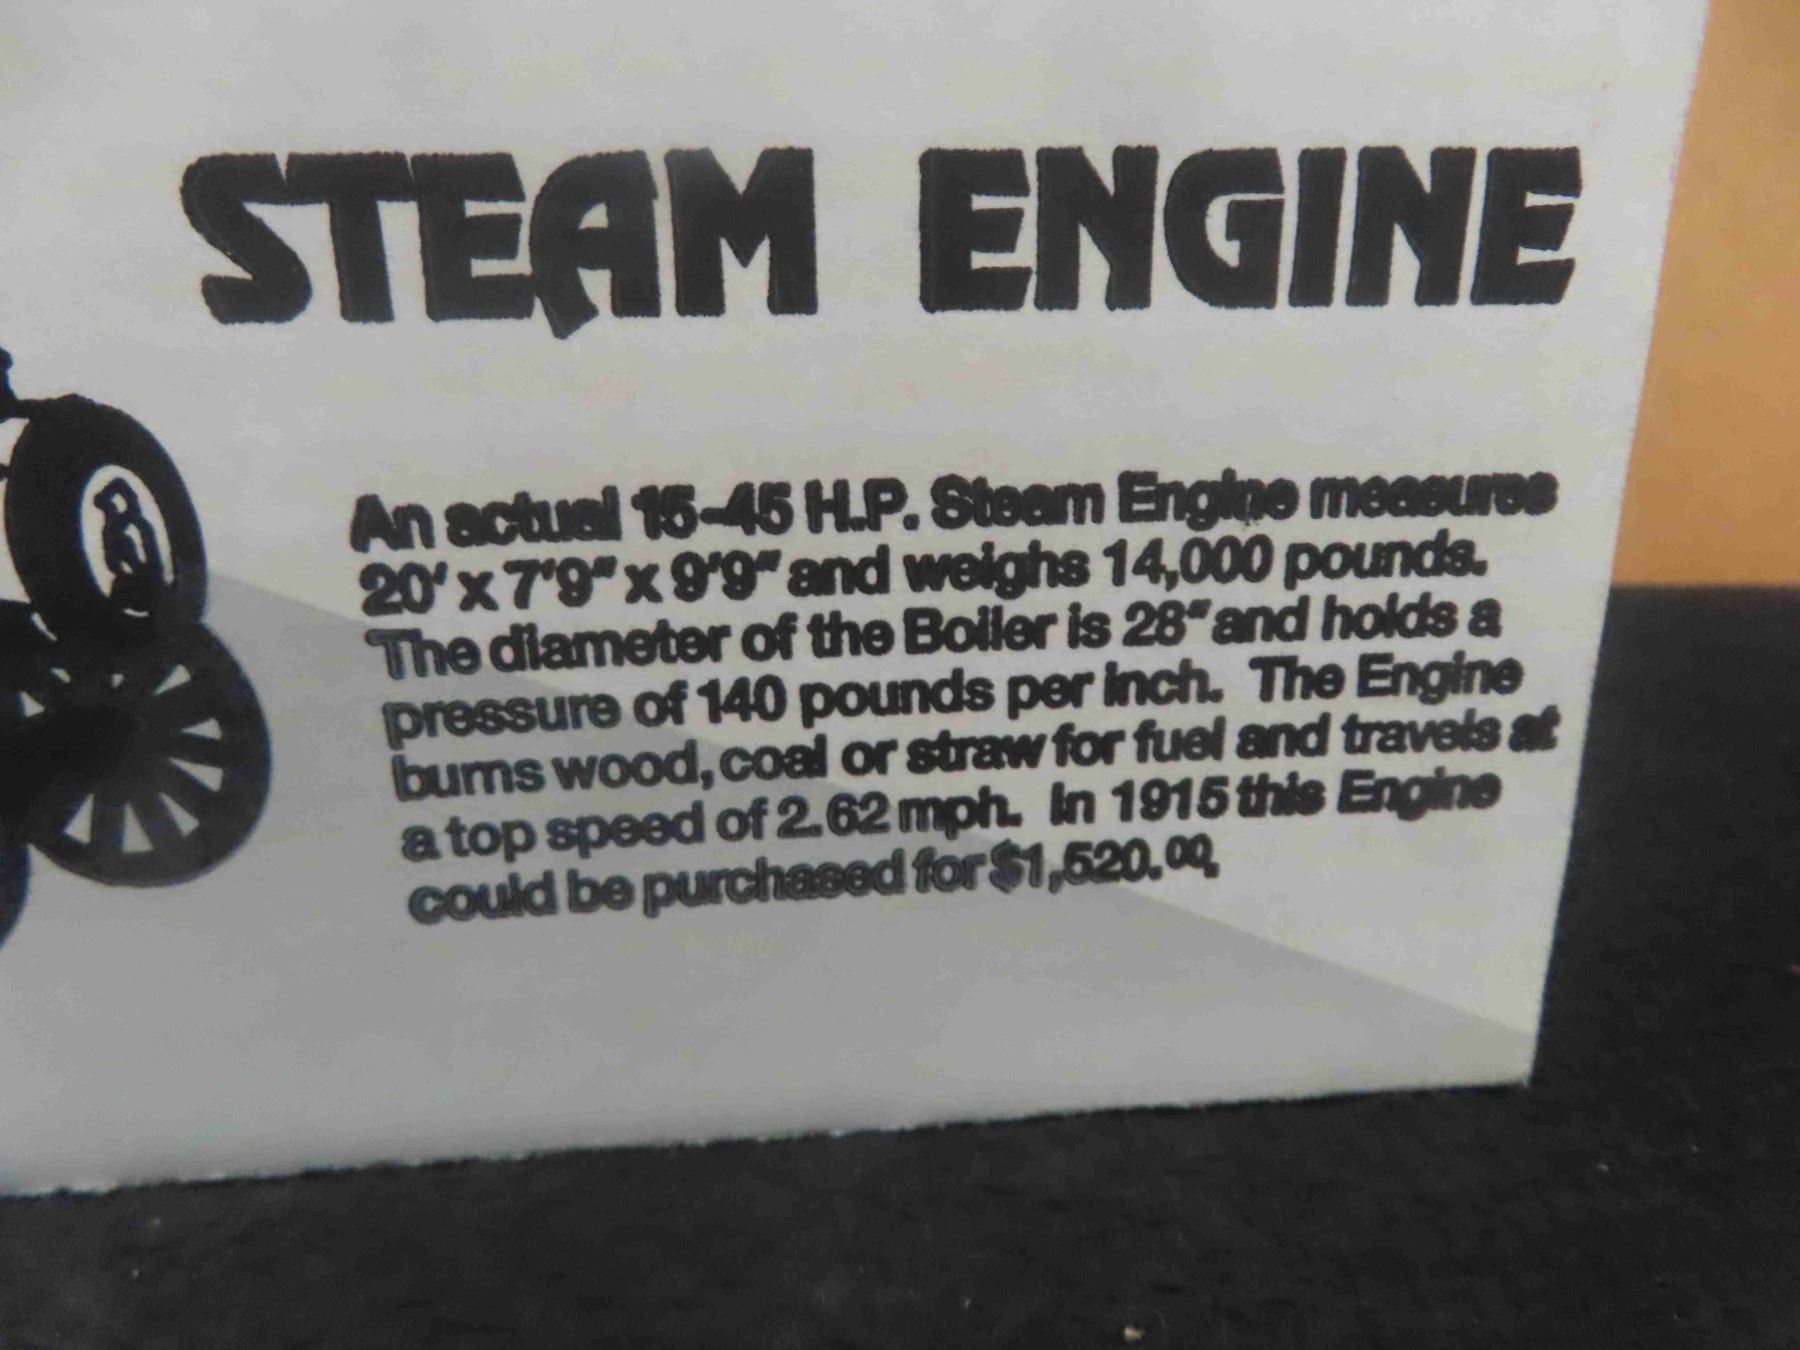 STEAM ENGINE
An actual 15-45 H.P. Steam Engine measures
20' x 7'9" x 9'9" and weighs 14,000 pounds.
The diameter of the Boiler is 28" and holds a
pressure of 140 pounds per inch. The Engine
burns wood, coal or straw for fuel and travels at
a top speed of 2.62 mph. In 1915 this Engine
could be purchased for $1,520.00.